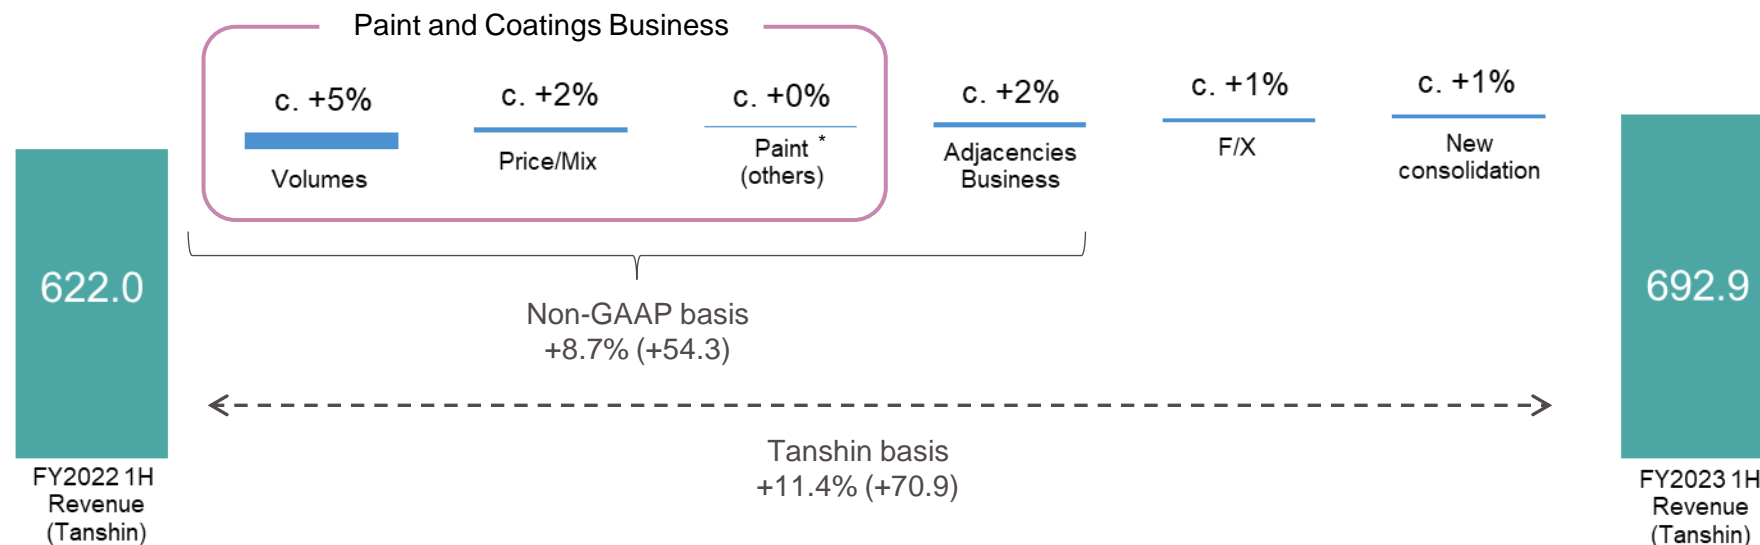 Paint and Coatings Business
c. +5%
Volumes
c. +2%
Price/Mix
c. +0%
Paint *
(others)
c. +2%
Adjacencies
Business
c. +1%
F/X
c. +1%
New
consolidation
622.0
FY2022 1H
Revenue
(Tanshin)
692.9
FY2023 1H
Revenue
(Tanshin)
Non-GAAP basis
+8.7% (+54.3)
Tanshin basis
+11.4% (+70.9)